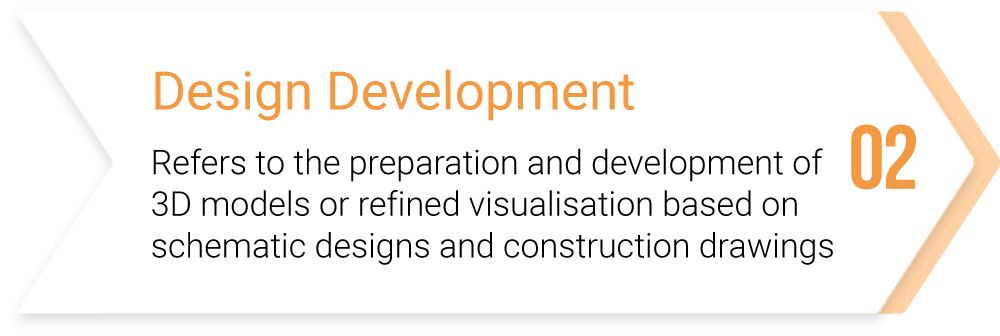 Design Development
Refers to the preparation and development of
3D models or refined visualisation based on
schematic designs and construction drawings
02